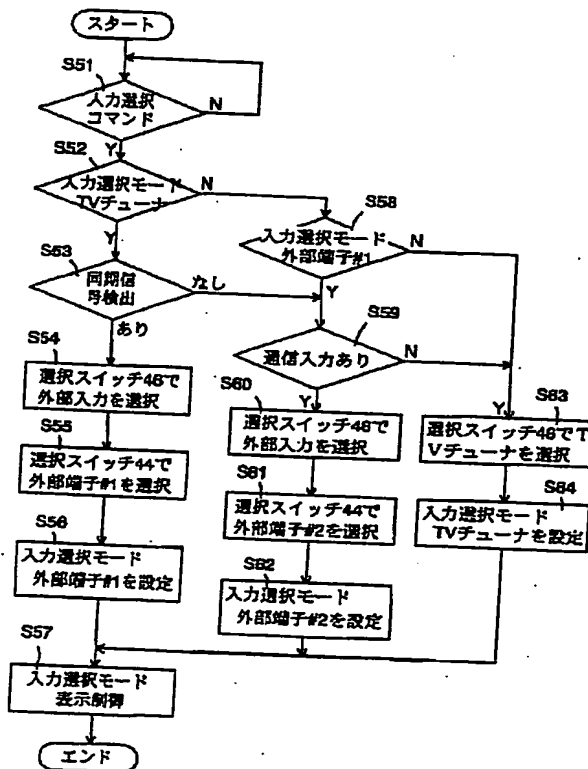 スタート
S51
入力選択
コマンド
N
Y
S52
入力選択モード
TVチューナ
N
Y
S53
同期信
号検出
なし
あり
S58
入力選択モード
外部端子#1
N
Y
S59
通信入力あり
N
Y
S54
選択スイッチ46で
外部入力を選択
S55
選択スイッチ44で
外部端子#1を選択
S56
入力選択モード
外部端子#1を設定
S60
選択スイッチ46で
外部入力を選択
S61
選択スイッチ44で
外部端子#2を選択
S62
入力選択モード
外部端子#2を設定
Y
S63
選択スイッチ46でT
Vチューナを選択
S64
入力選択モード
TVチューナを設定
S57
入力選択モード
表示制御
エンド